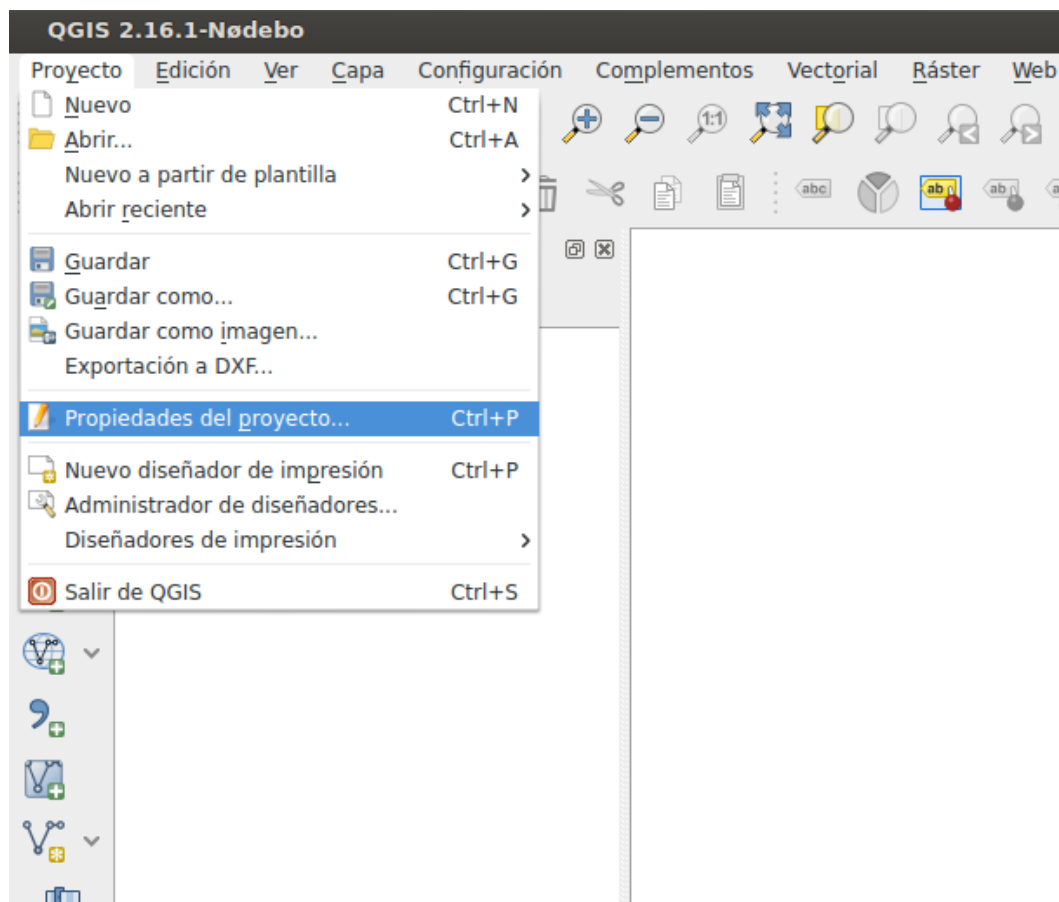 QGIS 2.16.1-Nødebo
Proyecto Edición Ver Capa Configuración Complementos Vectorial Ráster Web
Nuevo Ctrl+N
Abrir... Ctrl+A
Nuevo a partir de plantilla
Abrir reciente
Guardar Ctrl+G
Guardar como... Ctrl+G
Guardar como imagen...
Exportación a DXF...
Propiedades del proyecto... Ctrl+P
Nuevo diseñador de impresión Ctrl+P
Administrador de diseñadores...
Diseñadores de impresión
Salir de QGIS Ctrl+S
1:1
abc ab ab